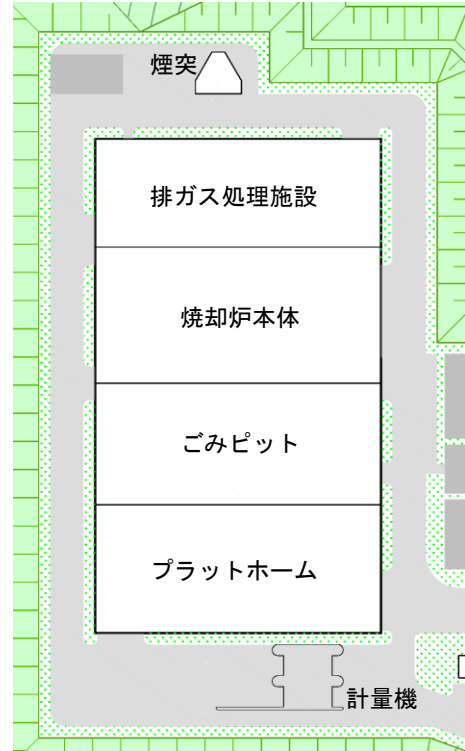 煙突
排ガス処理施設
焼却炉本体
ごみピット
プラットホーム
計量機